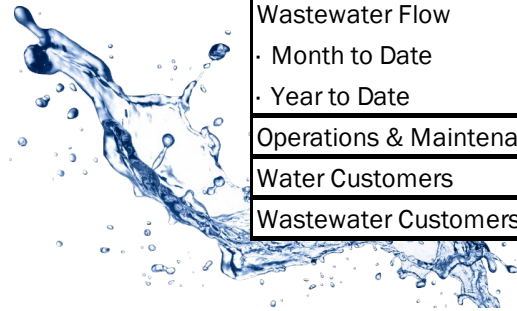 Wastewater Flow
· Month to Date
· Year to Date
Operations & Maintena
Water Customers
Wastewater Customers